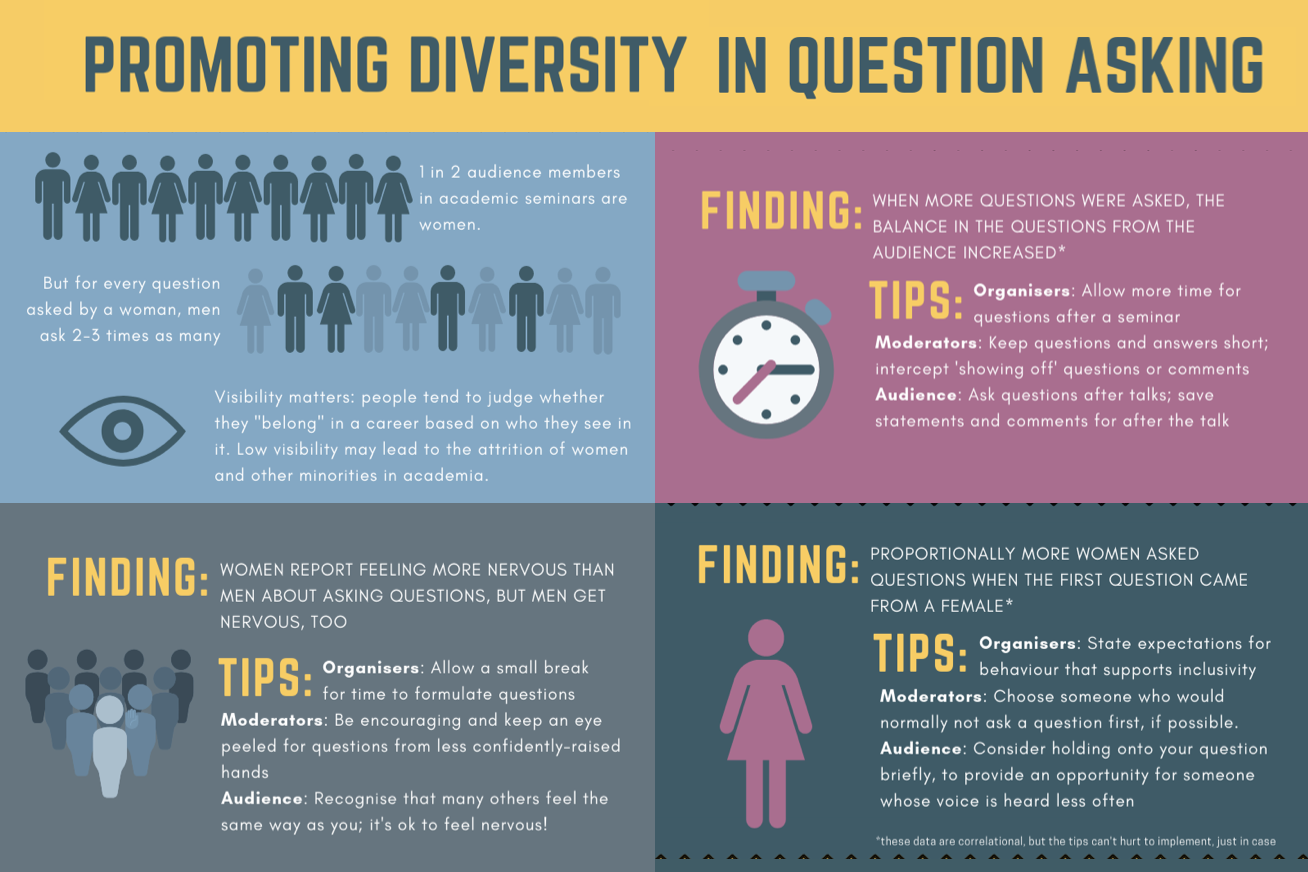 PROMOTING DIVERSITY IN QUESTION ASKING
1 in 2 audience members
in academic seminars are
women.
But for every question
asked by a woman, men
ask 2-3 times as many
Visibility matters: people tend to judge whether
they "belong" in a career based on who they see in
it. Low visibility may lead to the attrition of women
and other minorities in academia.
FINDING: WHEN MORE QUESTIONS WERE ASKED, THE
BALANCE IN THE QUESTIONS FROM THE
AUDIENCE INCREASED*
TIPS: Organisers: Allow more time for
questions after a seminar
Moderators: Keep questions and answers short;
intercept 'showing off' questions or comments
Audience: Ask questions after talks; save
statements and comments for after the talk
FINDING: WOMEN REPORT FEELING MORE NERVOUS THAN
MEN ABOUT ASKING QUESTIONS, BUT MEN GET
NERVOUS, TOO
TIPS: Organisers: Allow a small break
for time to formulate questions
Moderators: Be encouraging and keep an eye
peeled for questions from less confidently-raised
hands
Audience: Recognise that many others feel the
same way as you; it's ok to feel nervous!
FINDING: PROPORTIONALLY MORE WOMEN ASKED
QUESTIONS WHEN THE FIRST QUESTION CAME
FROM A FEMALE*
TIPS: Organisers: State expectations for
behaviour that supports inclusivity
Moderators: Choose someone who would
normally not ask a question first, if possible.
Audience: Consider holding onto your question
briefly, to provide an opportunity for someone
whose voice is heard less often
*these data are correlational, but the tips can't hurt to implement, just in case